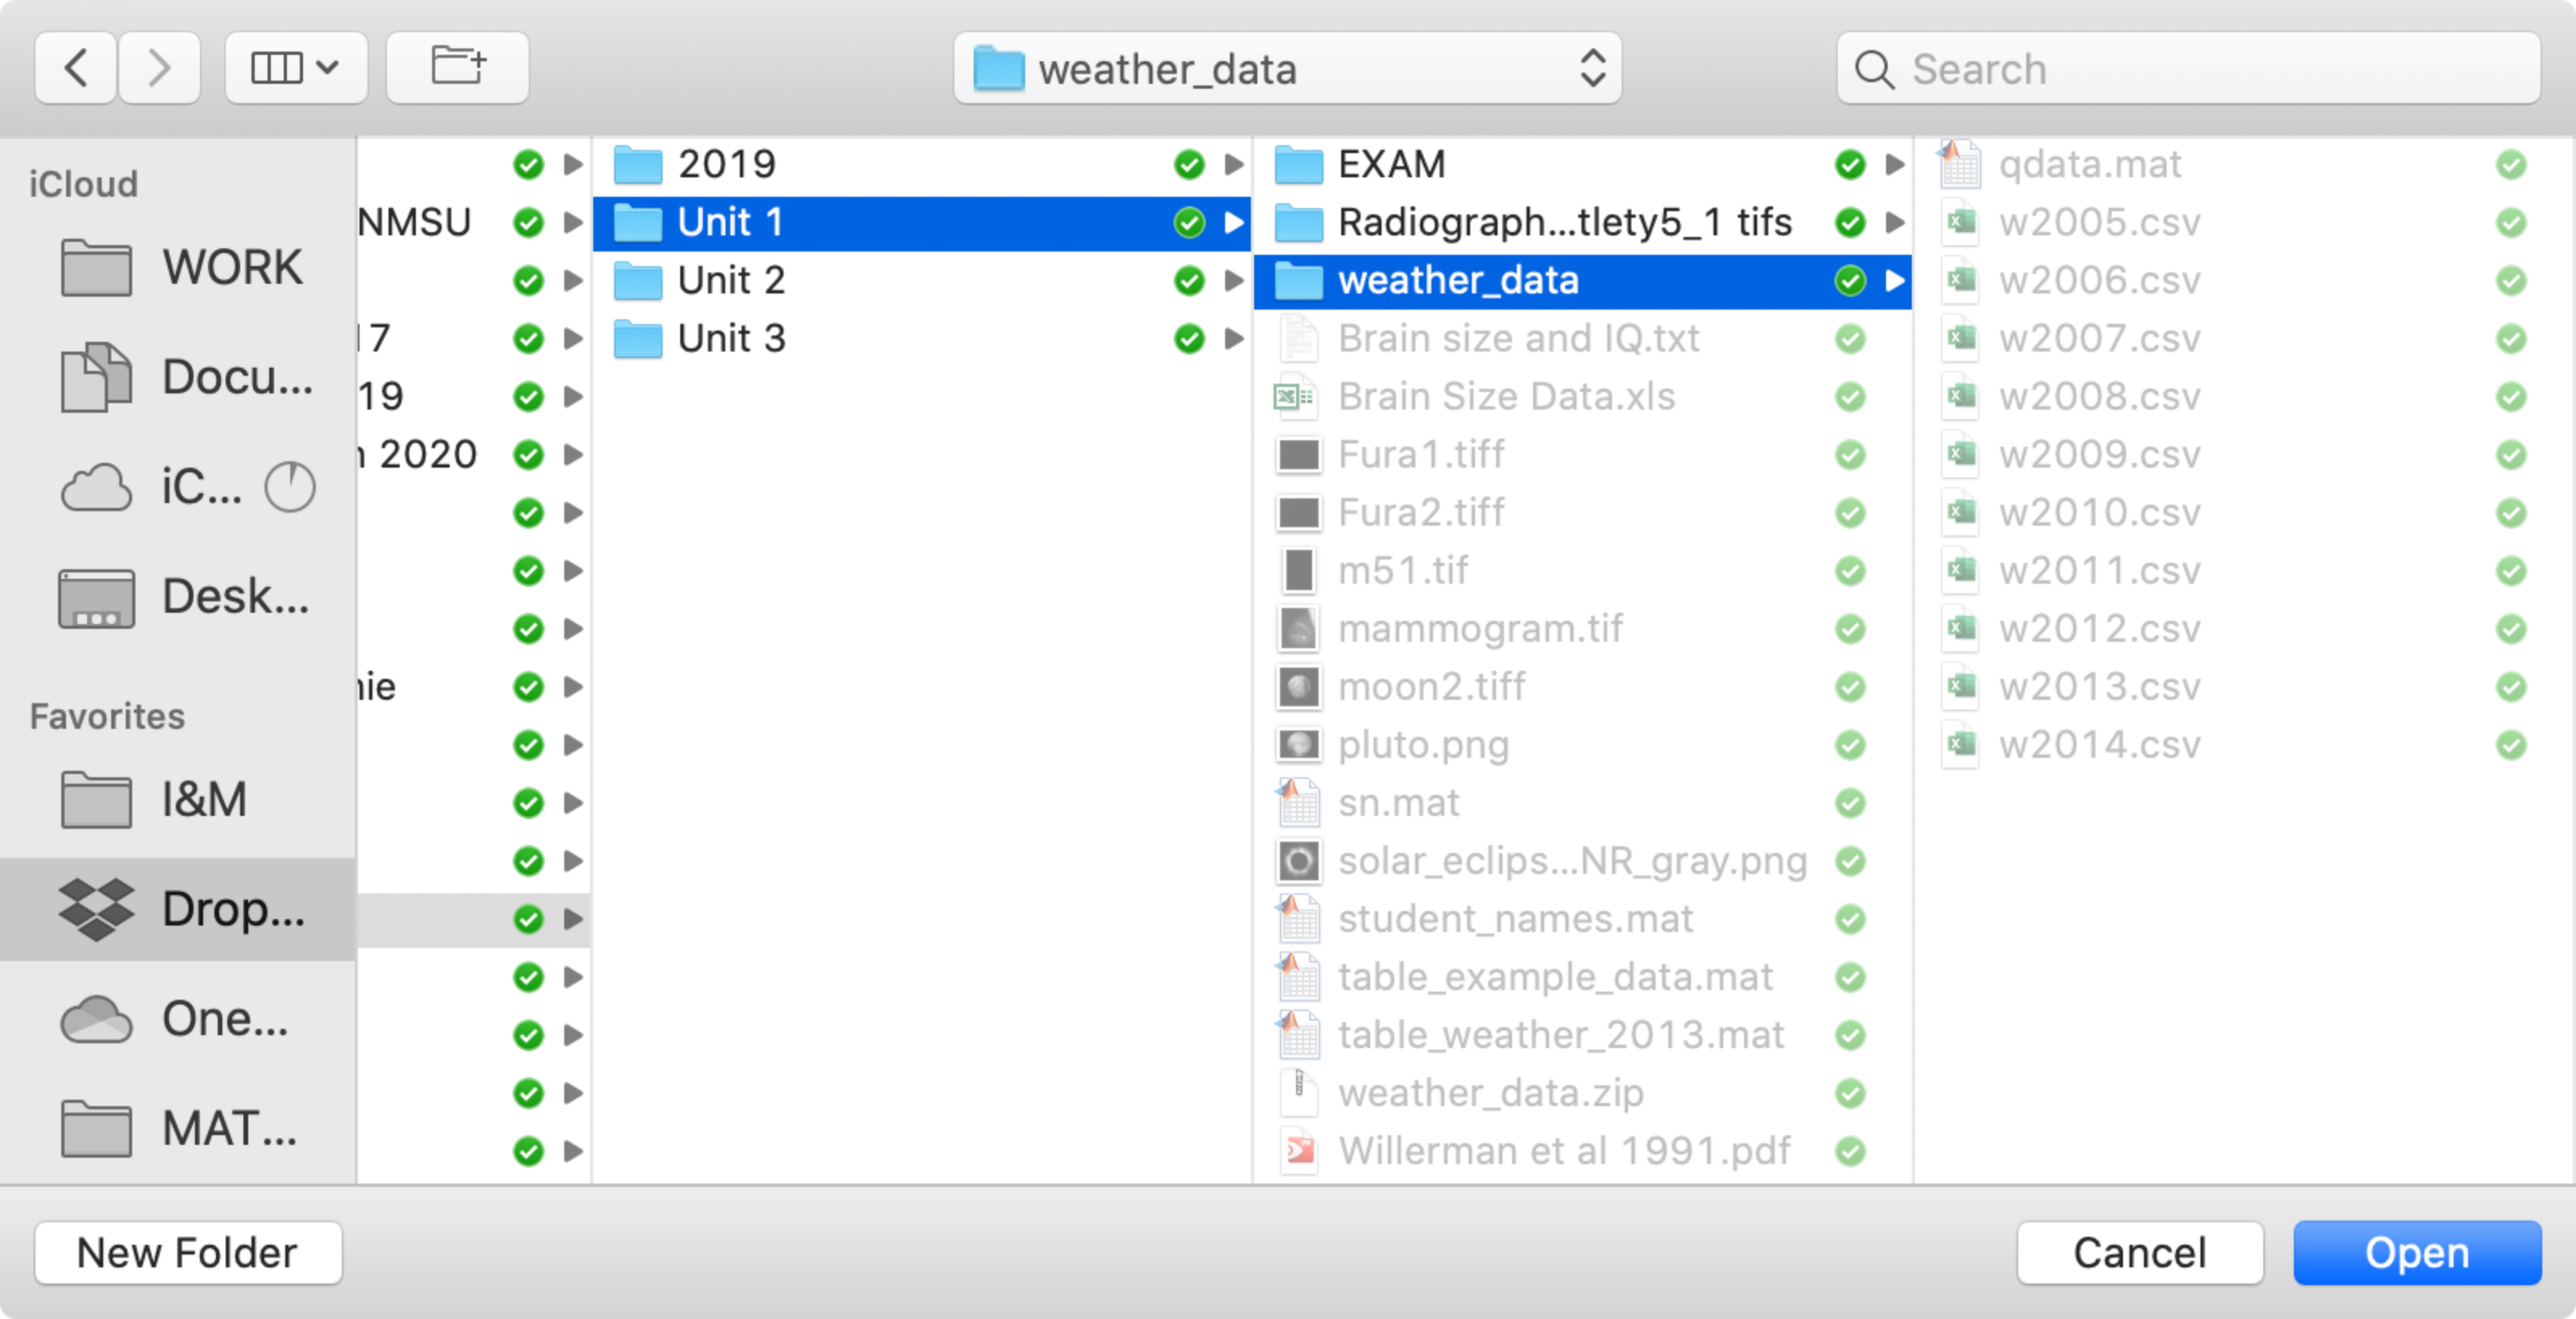 weather_data
Search
iCloud
WORK
Docu...
iC...
Desk...
Favorites
I&M
Drop...
One...
MAT...
NMSU
17
19
2020
2019
Unit 1
Unit 2
Unit 3
EXAM
Radiograph...tlety5_1 tifs
weather_data
Brain size and IQ.txt
Brain Size Data.xls
Fura1.tiff
Fura2.tiff
m51.tif
mammogram.tif
moon2.tiff
pluto.png
sn.mat
solar_eclips...NR_gray.png
student_names.mat
table_example_data.mat
table_weather_2013.mat
weather_data.zip
Willerman et al 1991.pdf
qdata.mat
w2005.csv
w2006.csv
w2007.csv
w2008.csv
w2009.csv
w2010.csv
w2011.csv
w2012.csv
w2013.csv
w2014.csv
New Folder
Cancel
Open